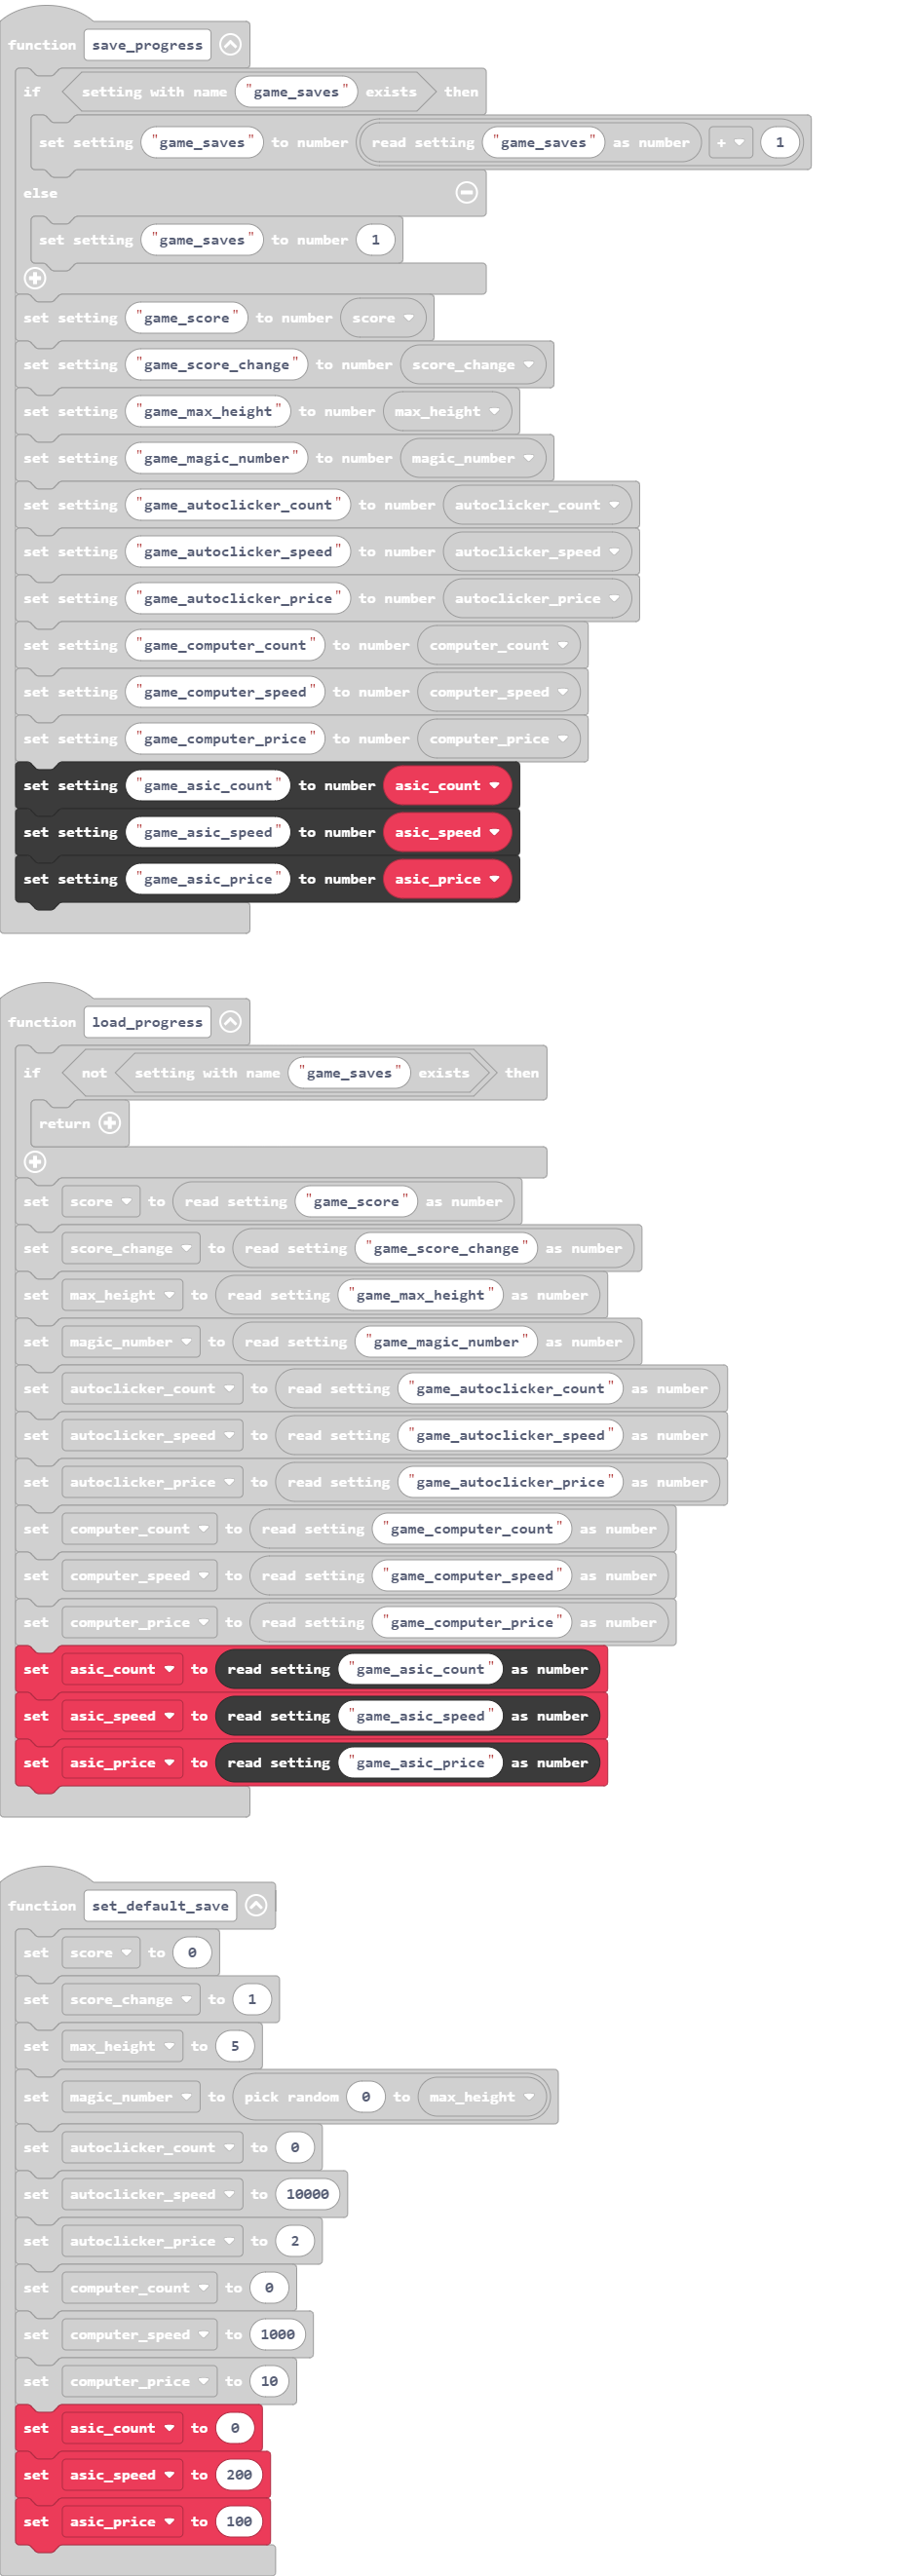 function save_progress
if setting with name "game_saves" exists then
set setting "game_saves" to number read setting "game_saves" as number + 1
else
set setting "game_saves" to number 1
set setting "game_score" to number score
set setting "game_score_change" to number score_change
set setting "game_max_height" to number max_height
set setting "game_magic_number" to number magic_number
set setting "game_autoclicker_count" to number autoclicker_count
set setting "game_autoclicker_speed" to number autoclicker_speed
set setting "game_autoclicker_price" to number autoclicker_price
set setting "game_computer_count" to number computer_count
set setting "game_computer_speed" to number computer_speed
set setting "game_computer_price" to number computer_price
set setting "game_asic_count" to number asic_count
set setting "game_asic_speed" to number asic_speed
set setting "game_asic_price" to number asic_price
function load_progress
if not setting with name "game_saves" exists then
return
set score to read setting "game_score" as number
set score_change to read setting "game_score_change" as number
set max_height to read setting "game_max_height" as number
set magic_number to read setting "game_magic_number" as number
set autoclicker_count to read setting "game_autoclicker_count" as number
set autoclicker_speed to read setting "game_autoclicker_speed" as number
set autoclicker_price to read setting "game_autoclicker_price" as number
set computer_count to read setting "game_computer_count" as number
set computer_speed to read setting "game_computer_speed" as number
set computer_price to read setting "game_computer_price" as number
set asic_count to read setting "game_asic_count" as number
set asic_speed to read setting "game_asic_speed" as number
set asic_price to read setting "game_asic_price" as number
function set_default_save
set score to 0
set score_change to 1
set max_height to 5
set magic_number to pick random 0 to max_height
set autoclicker_count to 0
set autoclicker_speed to 10000
set autoclicker_price to 2
set computer_count to 0
set computer_speed to 1000
set computer_price to 10
set asic_count to 0
set asic_speed to 200
set asic_price to 100